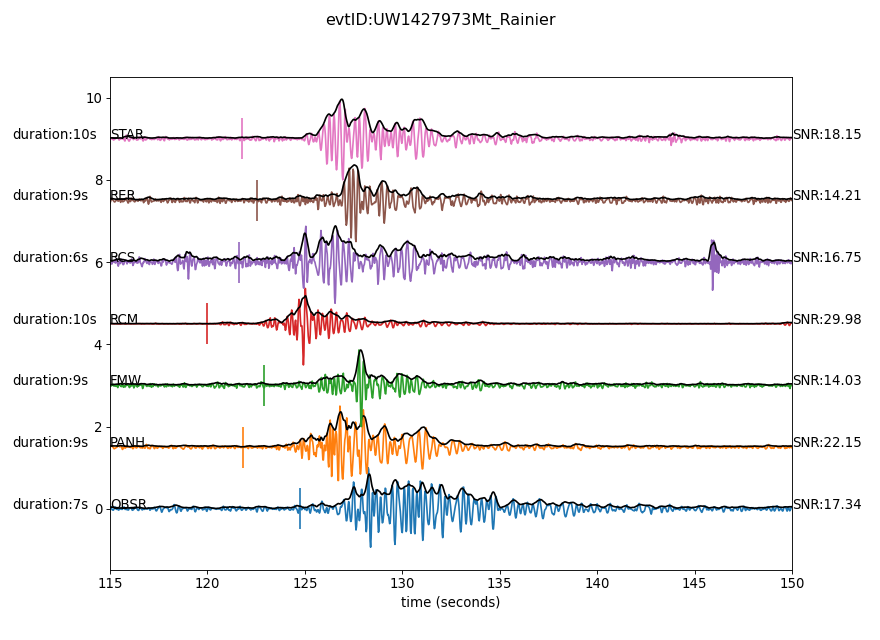 evtID:UW1427973Mt_Rainier
10
duration:10s STAR SNR:18.15
8
duration:9s RER SNR:14.21
duration:6s RCS SNR:16.75
6
duration:10s RCM SNR:29.98
4
duration:9s FMW SNR:14.03
2
duration:9s PANH SNR:22.15
duration:7s OBSR SNR:17.34
0
115 120 125 130 135 140 145 150
time (seconds)